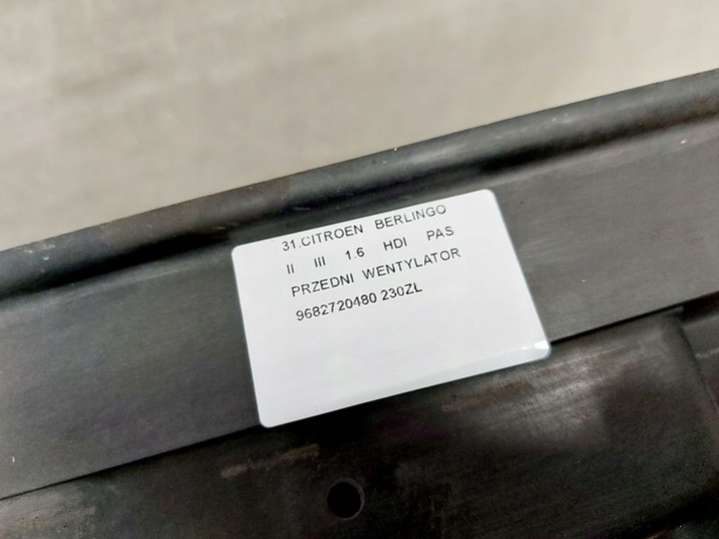 31.CITROEN BERLINGO
II III 1.6 HDI PAS
PRZEDNI WENTYLATOR
9682720480 230ZL